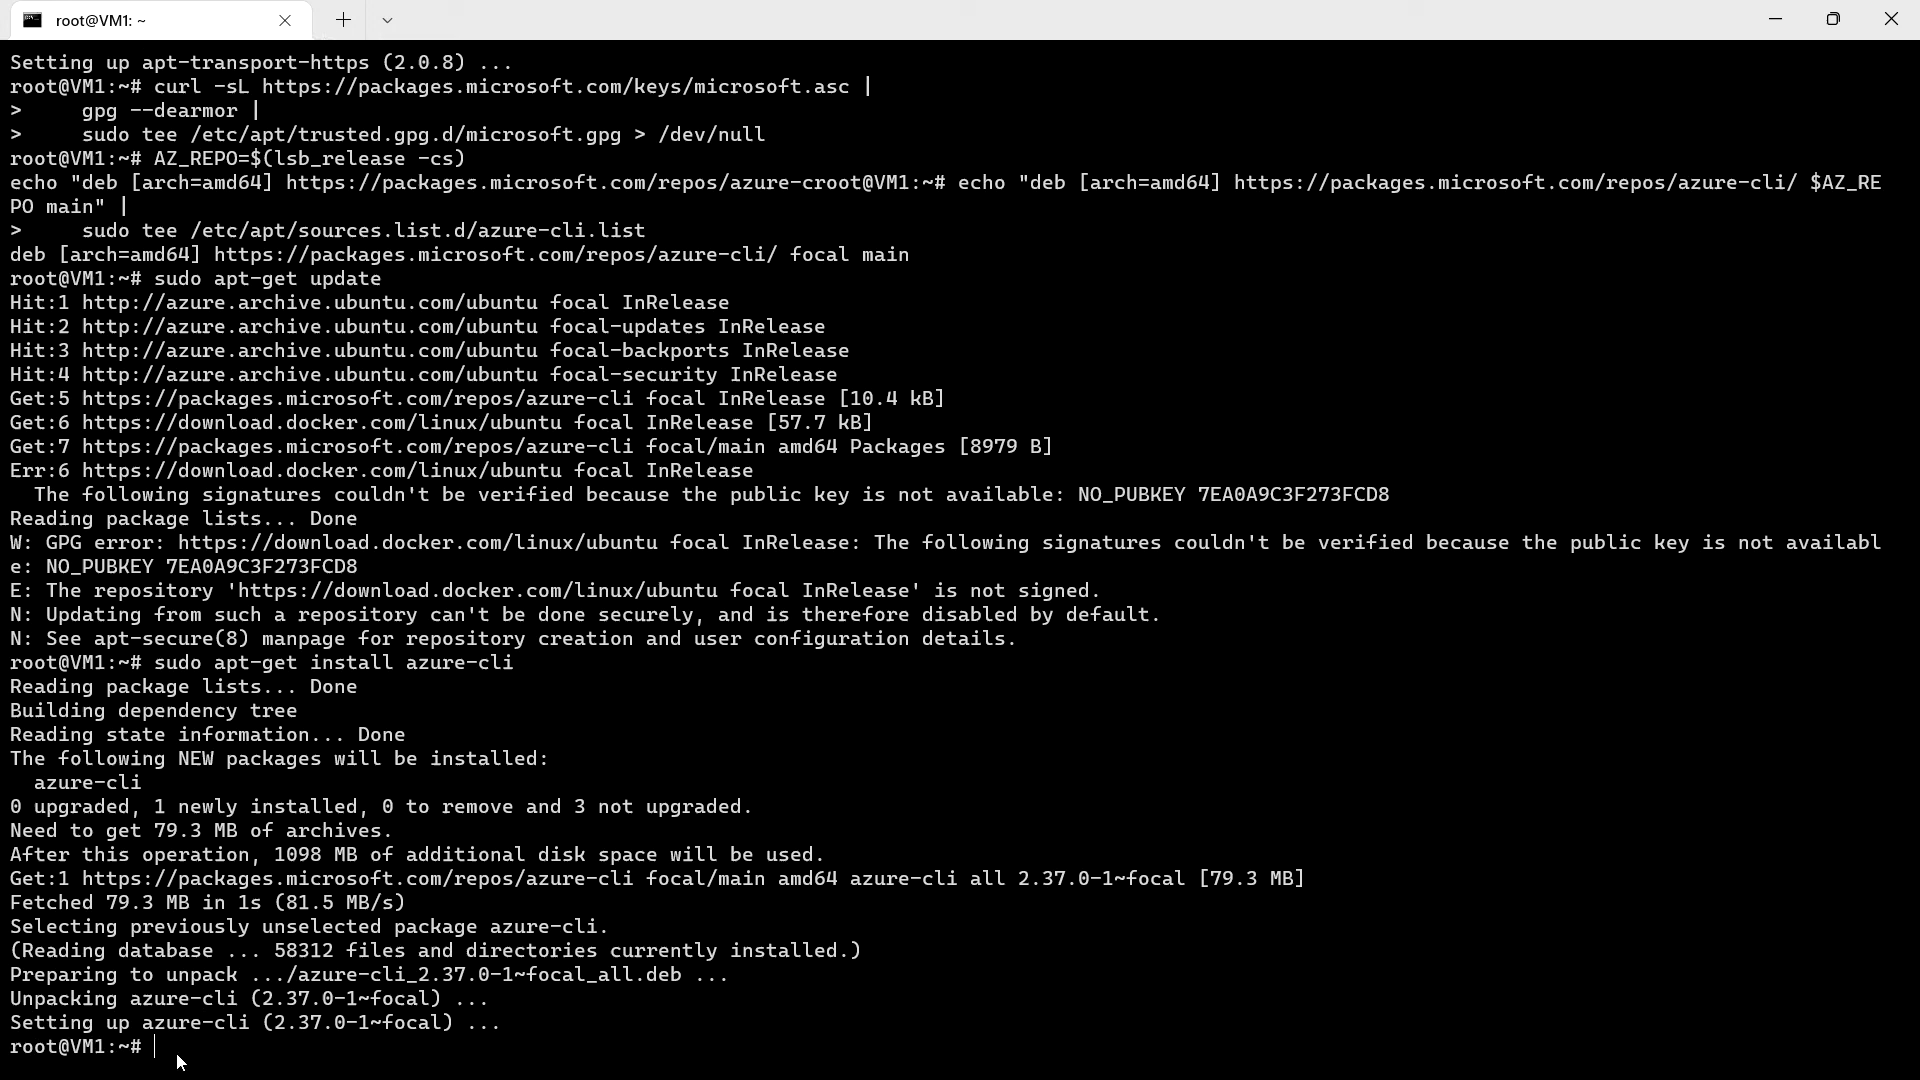 root@VM1: ~
Setting up apt-transport-https (2.0.8) ...
root@VM1:~# curl -sL https://packages.microsoft.com/keys/microsoft.asc |
>     gpg --dearmor |
>     sudo tee /etc/apt/trusted.gpg.d/microsoft.gpg > /dev/null
root@VM1:~# AZ_REPO=$(lsb_release -cs)
echo "deb [arch=amd64] https://packages.microsoft.com/repos/azure-croot@VM1:~# echo "deb [arch=amd64] https://packages.microsoft.com/repos/azure-cli/ $AZ_RE
PO main" |
>     sudo tee /etc/apt/sources.list.d/azure-cli.list
deb [arch=amd64] https://packages.microsoft.com/repos/azure-cli/ focal main
root@VM1:~# sudo apt-get update
Hit:1 http://azure.archive.ubuntu.com/ubuntu focal InRelease
Hit:2 http://azure.archive.ubuntu.com/ubuntu focal-updates InRelease
Hit:3 http://azure.archive.ubuntu.com/ubuntu focal-backports InRelease
Hit:4 http://azure.archive.ubuntu.com/ubuntu focal-security InRelease
Get:5 https://packages.microsoft.com/repos/azure-cli focal InRelease [10.4 kB]
Get:6 https://download.docker.com/linux/ubuntu focal InRelease [57.7 kB]
Get:7 https://packages.microsoft.com/repos/azure-cli focal/main amd64 Packages [8979 B]
Err:6 https://download.docker.com/linux/ubuntu focal InRelease
  The following signatures couldn't be verified because the public key is not available: NO_PUBKEY 7EA0A9C3F273FCD8
Reading package lists... Done
W: GPG error: https://download.docker.com/linux/ubuntu focal InRelease: The following signatures couldn't be verified because the public key is not availabl
e: NO_PUBKEY 7EA0A9C3F273FCD8
E: The repository 'https://download.docker.com/linux/ubuntu focal InRelease' is not signed.
N: Updating from such a repository can't be done securely, and is therefore disabled by default.
N: See apt-secure(8) manpage for repository creation and user configuration details.
root@VM1:~# sudo apt-get install azure-cli
Reading package lists... Done
Building dependency tree
Reading state information... Done
The following NEW packages will be installed:
  azure-cli
0 upgraded, 1 newly installed, 0 to remove and 3 not upgraded.
Need to get 79.3 MB of archives.
After this operation, 1098 MB of additional disk space will be used.
Get:1 https://packages.microsoft.com/repos/azure-cli focal/main amd64 azure-cli all 2.37.0-1~focal [79.3 MB]
Fetched 79.3 MB in 1s (81.5 MB/s)
Selecting previously unselected package azure-cli.
(Reading database ... 58312 files and directories currently installed.)
Preparing to unpack .../azure-cli_2.37.0-1~focal_all.deb ...
Unpacking azure-cli (2.37.0-1~focal) ...
Setting up azure-cli (2.37.0-1~focal) ...
root@VM1:~#